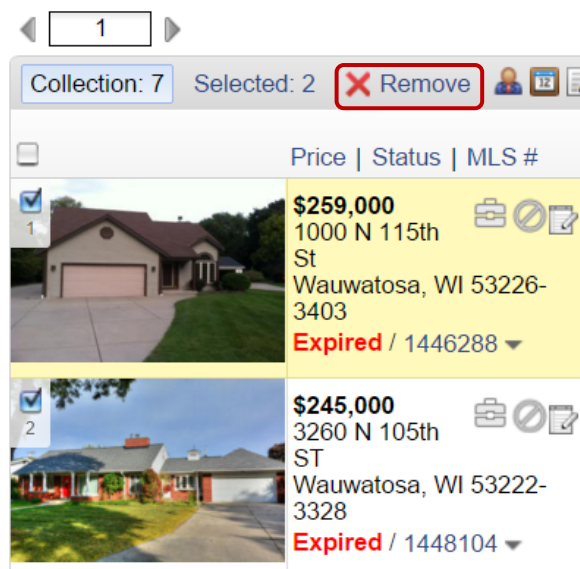 1
Collection: 7 Selected: 2 Remove 12
Price | Status | MLS #
1
$259,000
1000 N 115th
St
Wauwatosa, WI 53226-
3403
Expired / 1446288
2
$245,000
3260 N 105th
ST
Wauwatosa, WI 53222-
3328
Expired / 1448104